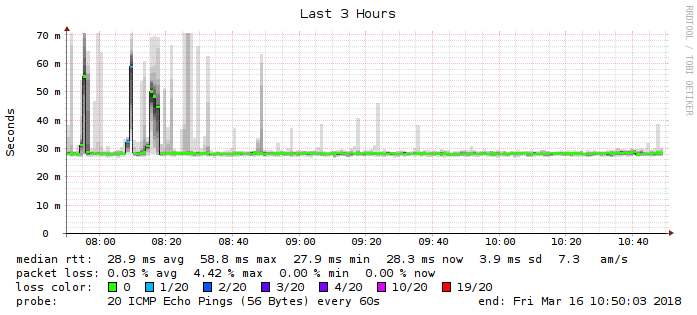 Last 3 Hours
RRDTOOL / TOBI OETIKER
Seconds
70 m
60 m
50 m
40 m
30 m
20 m
10 m
0
08:00 08:20 08:40 09:00 09:20 09:40 10:00 10:20 10:40
median rtt: 28.9 ms avg 58.8 ms max 27.9 ms min 28.3 ms now 3.9 ms sd 7.3 am/s
packet loss: 0.03 % avg 4.42 % max 0.00 % min 0.00 % now
loss color: 0 1/20 2/20 3/20 4/20 10/20 19/20
probe: 20 ICMP Echo Pings (56 Bytes) every 60s end: Fri Mar 16 10:50:03 2018